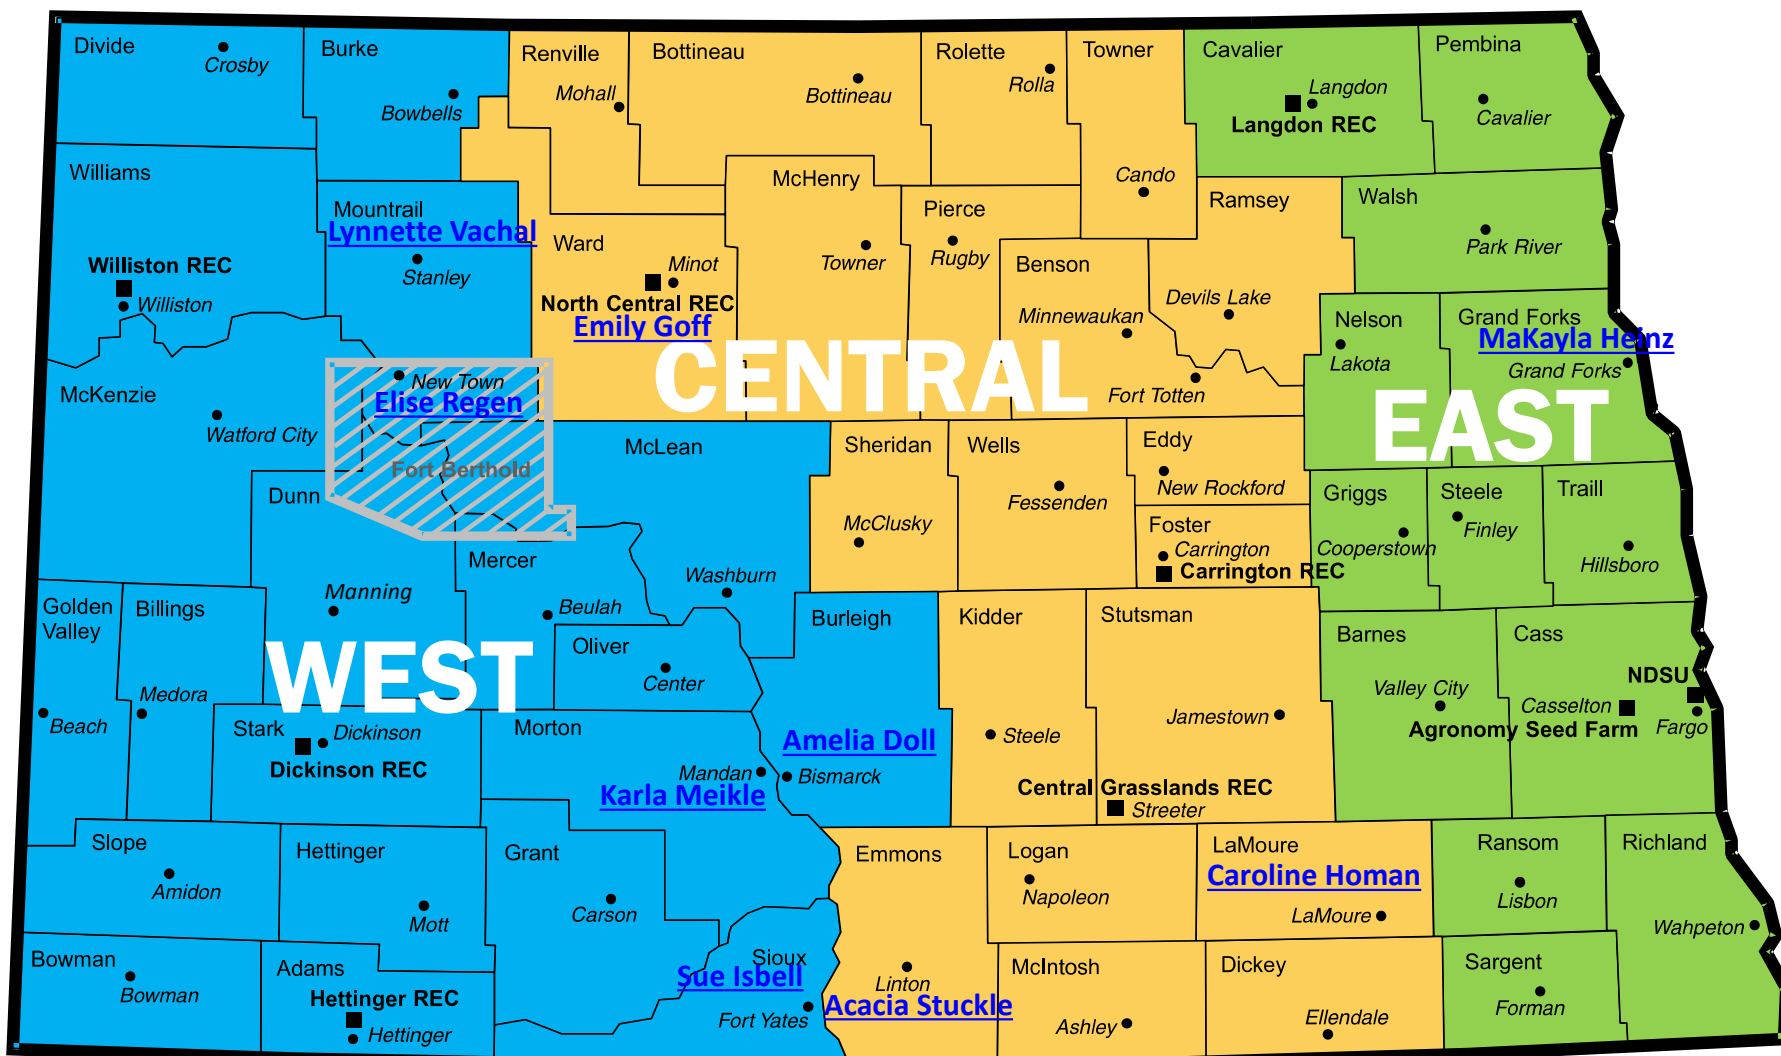 Divide
Crosby
Burke
Bowbells
Renville
Mohall
Bottineau
Bottineau
Rolette
Rolla
Towner
Cando
Cavalier
Langdon
Langdon REC
Pembina
Cavalier
Williams
Williston REC
Williston
Mountrail
Lynnette Vachal
Stanley
Ward
Minot
North Central REC
Emily Goff
McHenry
Towner
Pierce
Rugby
Benson
Minnewaukan
Fort Totten
Ramsey
Devils Lake
Walsh
Park River
Nelson
Lakota
Grand Forks
MaKayla Heinz
Grand Forks
CENTRAL
EAST
McKenzie
Watford City
New Town
Elise Regen
Fort Berthold
Dunn
Manning
McLean
Washburn
Mercer
Beulah
Sheridan
McClusky
Wells
Fessenden
Eddy
New Rockford
Foster
Carrington
Carrington REC
Griggs
Cooperstown
Steele
Finley
Traill
Hillsboro
Golden
Valley
Beach
Billings
Medora
WEST
Oliver
Center
Burleigh
Amelia Doll
Bismarck
Kidder
Steele
Stutsman
Jamestown
Central Grasslands REC
Streeter
Barnes
Valley City
Cass
NDSU
Casselton
Agronomy Seed Farm
Fargo
Stark
Dickinson
Dickinson REC
Morton
Mandan
Karla Meikle
Slope
Amidon
Hettinger
Mott
Grant
Carson
Emmons
Linton
Logan
Napoleon
LaMoure
Caroline Homan
LaMoure
Ransom
Lisbon
Richland
Wahpeton
Bowman
Bowman
Adams
Hettinger REC
Hettinger
Sioux
Sue Isbell
Fort Yates
Acacia Stuckle
McIntosh
Ashley
Dickey
Ellendale
Sargent
Forman